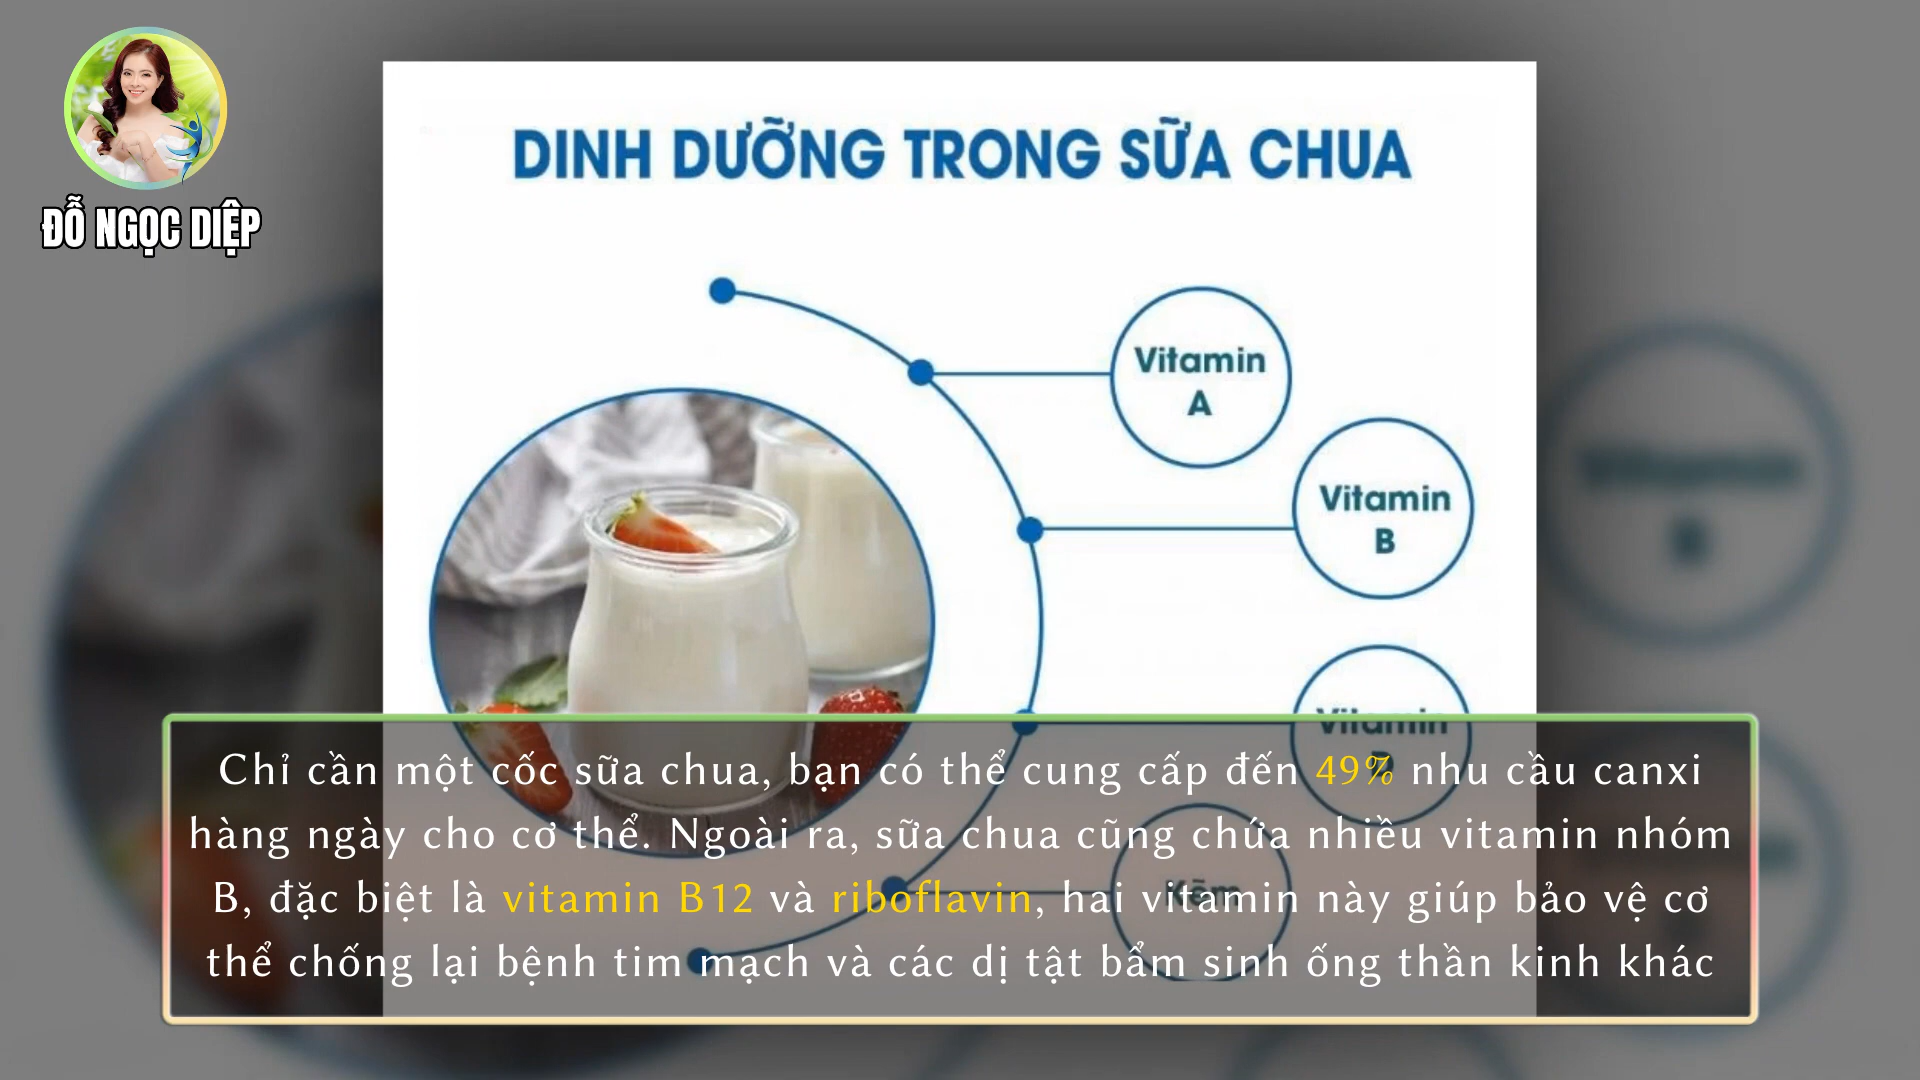 ĐỖ NGỌC DIỆP
DINH DƯỠNG TRONG SỮA CHUA
Vitamin
A
Vitamin
B
Vitamin
Chỉ cần một cốc sữa chua, bạn có thể cung cấp đến 49% nhu cầu canxi
hàng ngày cho cơ thể. Ngoài ra, sữa chua cũng chứa nhiều vitamin nhóm
B, đặc biệt là vitamin B12 và riboflavin, hai vitamin này giúp bảo vệ cơ
thể chống lại bệnh tim mạch và các dị tật bẩm sinh ống thần kinh khác
Kẽm